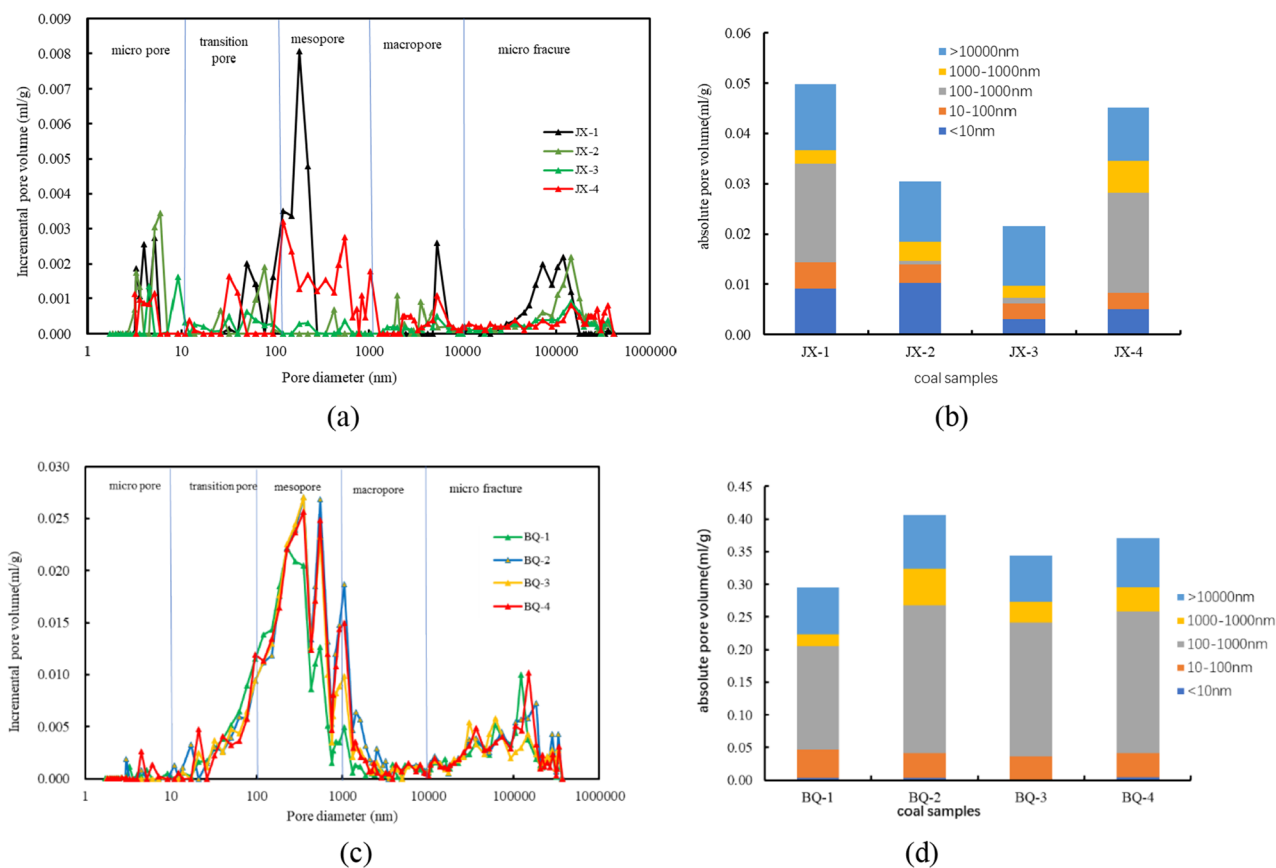 0.009
0.008
0.007
0.006
0.005
0.004
0.003
0.002
0.001
0.000
Incremental pore volume(ml/g)
micro pore
transition
pore
mesopore
macropore
micro fracure
JX-1
JX-2
JX-3
JX-4
1
10
100
1000
10000
100000
1000000
Pore diameter (nm)
(a)
0.06
0.05
0.04
0.03
0.02
0.01
0.00
absolute pore volume(ml/g)
>10000nm
1000-1000nm
100-1000nm
10-100nm
<10nm
JX-1
JX-2
JX-3
JX-4
coal samples
(b)
0.030
0.025
0.020
0.015
0.010
0.005
0.000
Incremental pore volume(ml/g)
micro pore
transition pore
mesopore
macropore
micro fracture
BQ-1
BQ-2
BQ-3
BQ-4
1
10
100
1000
10000
100000
1000000
Pore diameter (nm)
(c)
0.45
0.40
0.35
0.30
0.25
0.20
0.15
0.10
0.05
0.00
absolute pore volume(ml/g)
>10000nm
1000-1000nm
100-1000nm
10-100nm
<10nm
BQ-1
BQ-2
BQ-3
BQ-4
coal samples
(d)